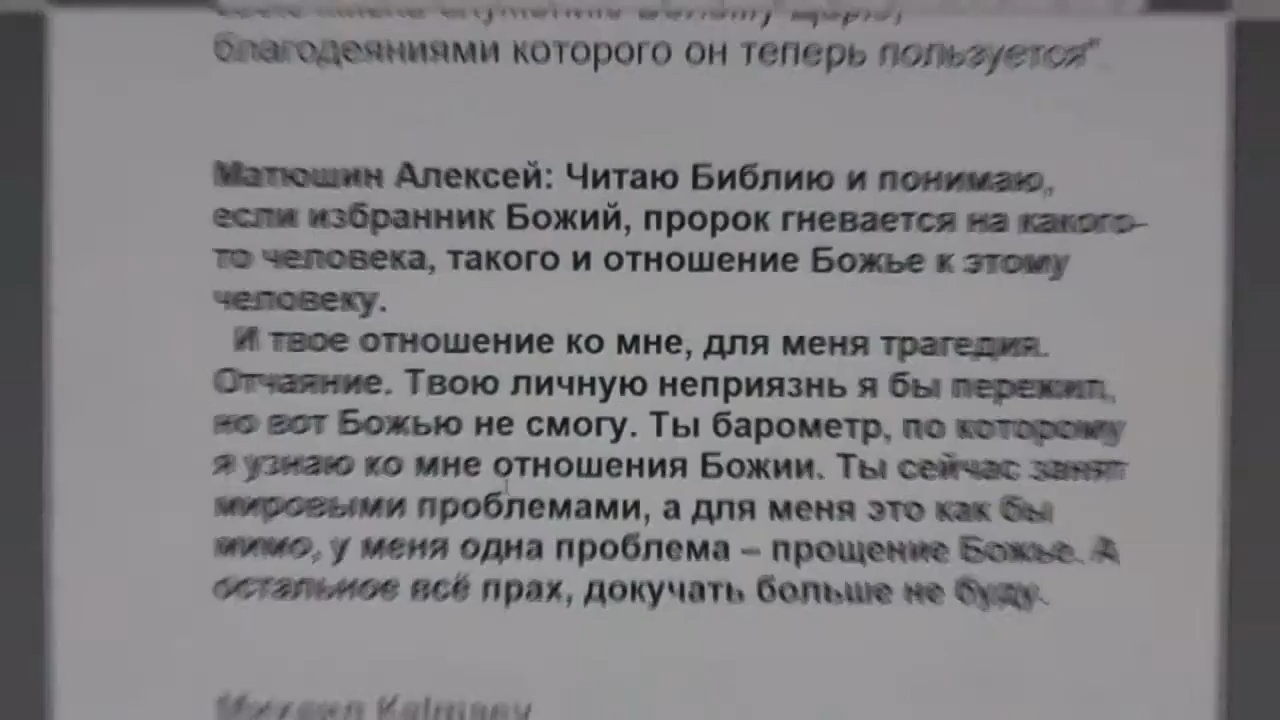 благодеяниями которого он теперь пользуется".
Матюшин Алексей: Читаю Библию и понимаю,
если избранник Божий, пророк гневается на какого-
то человека, такого и отношение Божье к этому
человеку.
И твое отношение ко мне, для меня трагедия.
Отчаяние. Твою личную неприязнь я бы пережил,
но вот Божью не смогу. Ты барометр, по которому
я узнаю ко мне отношения Божии. Ты сейчас занят
мировыми проблемами, а для меня это как бы
мимо, у меня одна проблема – прощение Божье. А
остальное всё прах, докучать больше не буду.
Михаил